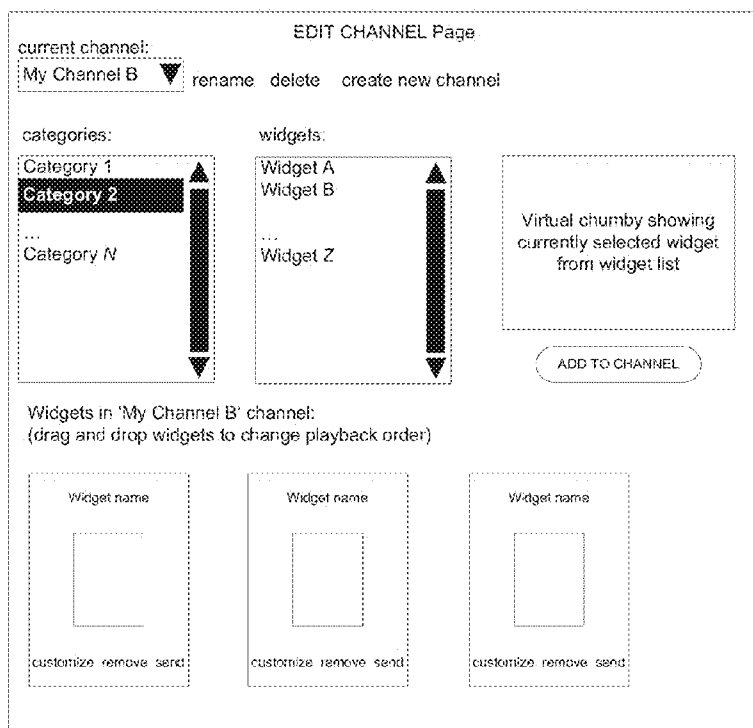 EDIT CHANNEL Page
current channel:
My Channel B
rename delete create new channel
categories:
Category 1
Category 2
...
Category N
widgets:
Widget A
Widget B
...
Widget Z
Virtual chumby showing
currently selected widget
from widget list
ADD TO CHANNEL
Widgets in 'My Channel B' channel:
(drag and drop widgets to change playback order)
Widget name
customize remove send
Widget name
customize remove send
Widget name
customize remove send